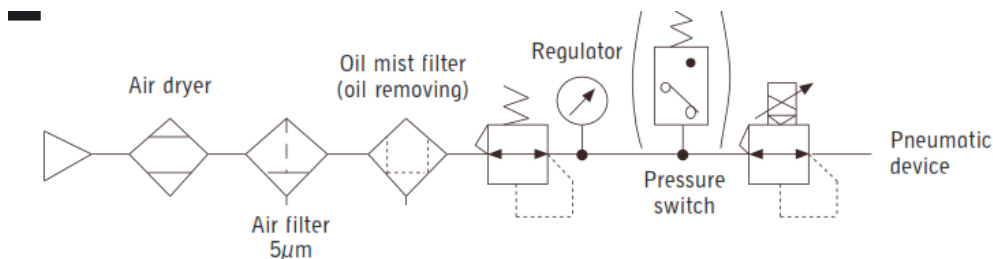 Air dryer
Oil mist filter
(oil removing)
Regulator
Pneumatic
device
Pressure
switch
Air filter
5µm